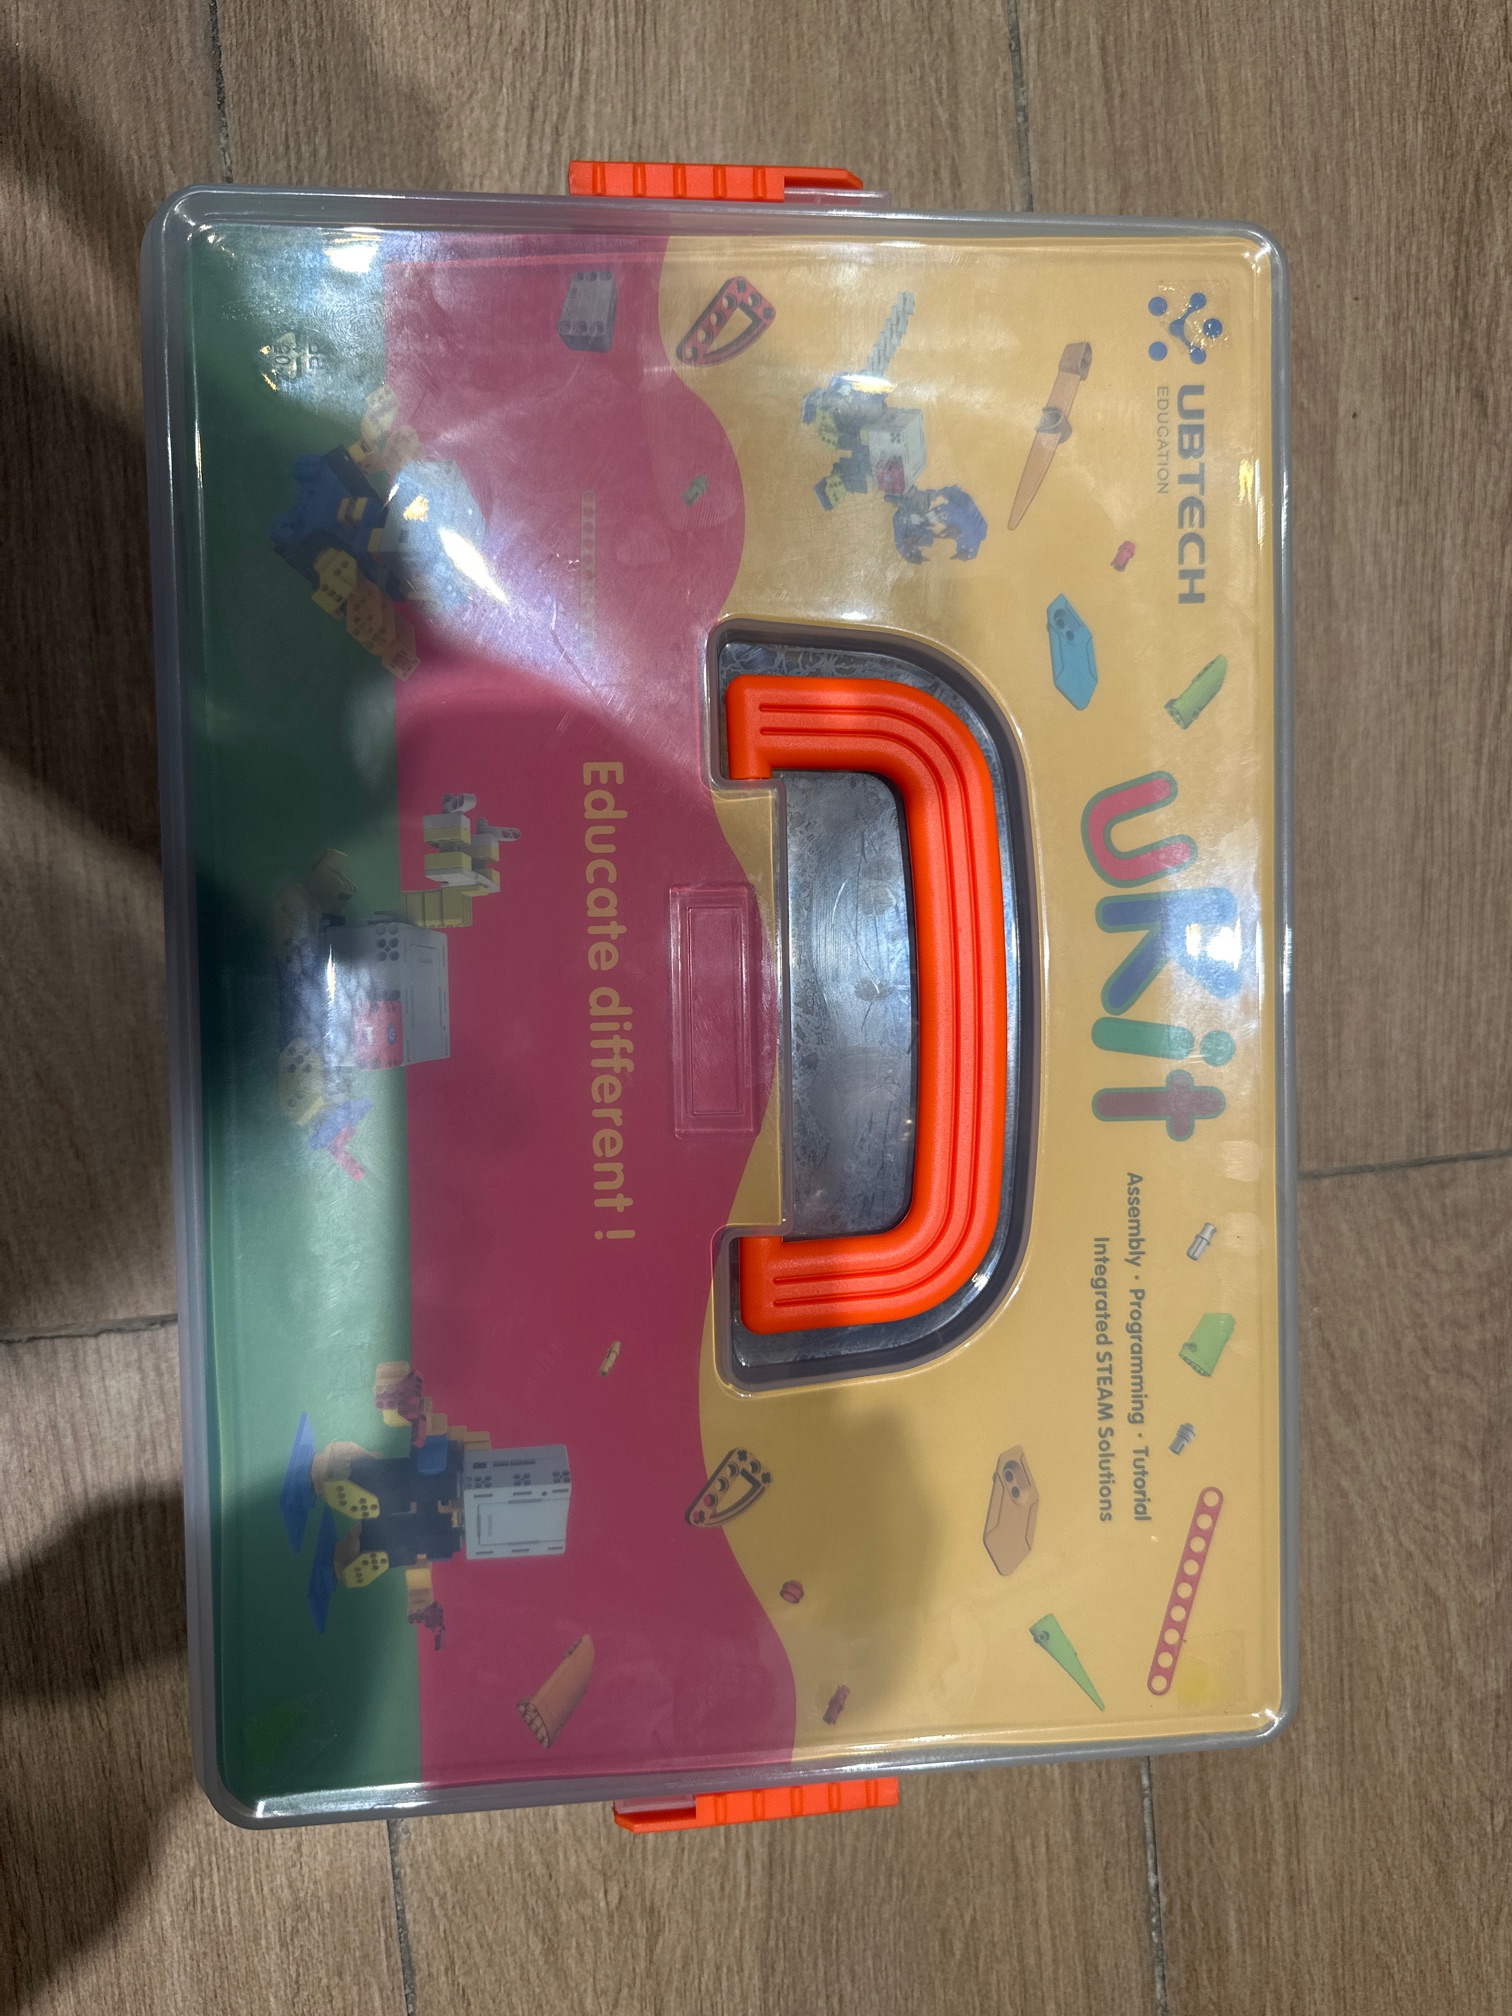 UBTECH
EDUCATION
uKit
Assembly · Programming · Tutorial
Integrated STEAM Solutions
Educate different!